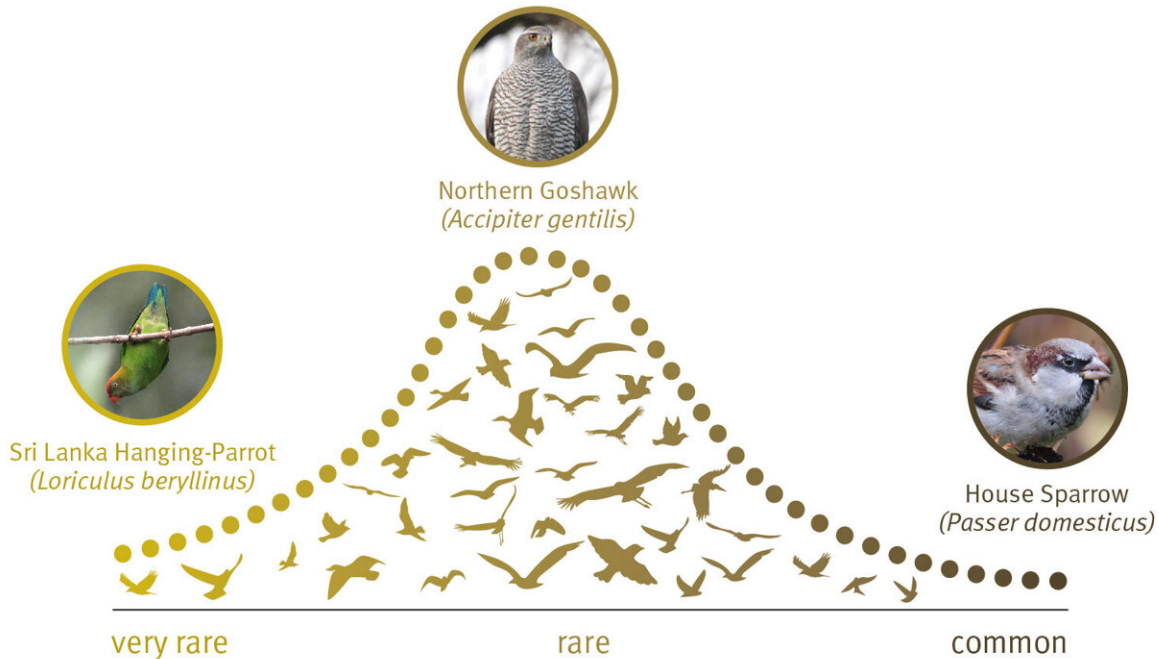 Northern Goshawk
(Accipiter gentilis)
Sri Lanka Hanging-Parrot
(Loriculus beryllinus)
House Sparrow
(Passer domesticus)
very rare
rare
common